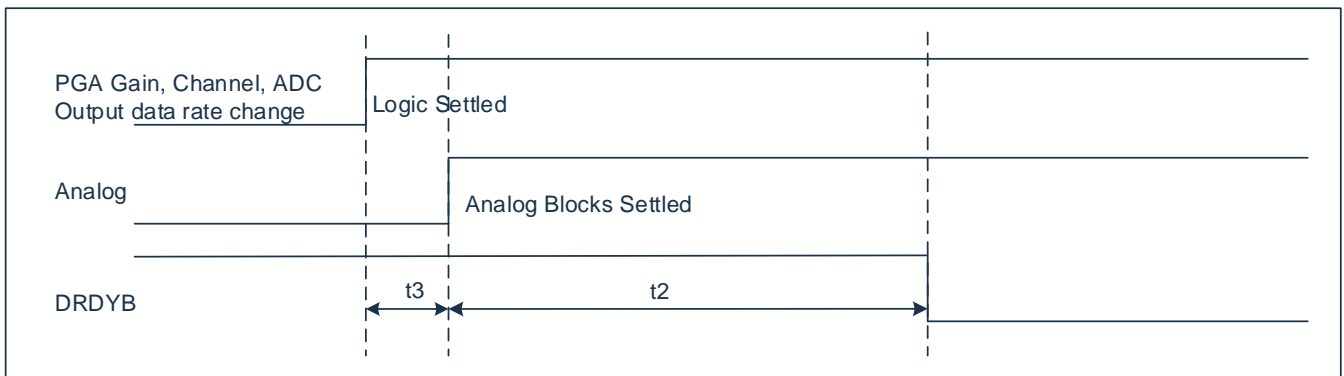 PGA Gain, Channel, ADC
Output data rate change
Logic Settled
Analog
Analog Blocks Settled
DRDYB
t3
t2